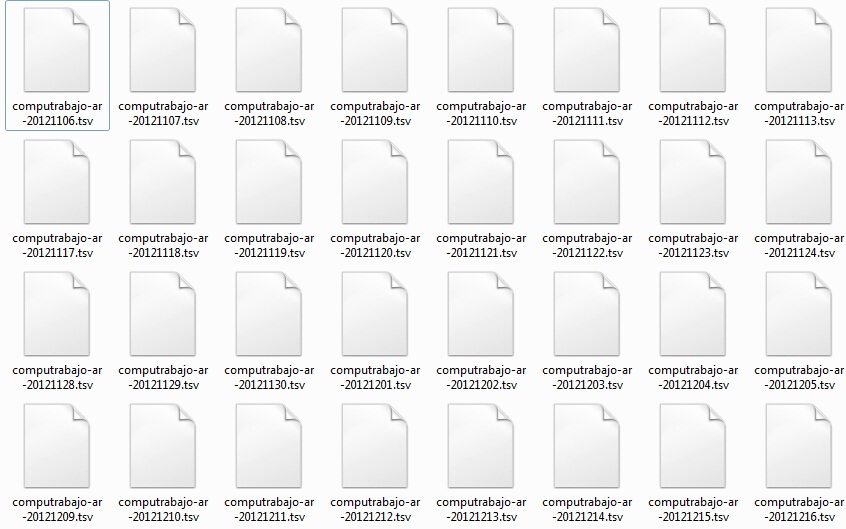 computrabajo-ar computrabajo-ar computrabajo-ar computrabajo-ar computrabajo-ar computrabajo-ar computrabajo-ar computrabajo-ar
-20121106.tsv -20121107.tsv -20121108.tsv -20121109.tsv -20121110.tsv -20121111.tsv -20121112.tsv -20121113.tsv
computrabajo-ar computrabajo-ar computrabajo-ar computrabajo-ar computrabajo-ar computrabajo-ar computrabajo-ar computrabajo-ar
-20121117.tsv -20121118.tsv -20121119.tsv -20121120.tsv -20121121.tsv -20121122.tsv -20121123.tsv -20121124.tsv
computrabajo-ar computrabajo-ar computrabajo-ar computrabajo-ar computrabajo-ar computrabajo-ar computrabajo-ar computrabajo-ar
-20121128.tsv -20121129.tsv -20121130.tsv -20121201.tsv -20121202.tsv -20121203.tsv -20121204.tsv -20121205.tsv
computrabajo-ar computrabajo-ar computrabajo-ar computrabajo-ar computrabajo-ar computrabajo-ar computrabajo-ar computrabajo-ar
-20121209.tsv -20121210.tsv -20121211.tsv -20121212.tsv -20121213.tsv -20121214.tsv -20121215.tsv -20121216.tsv